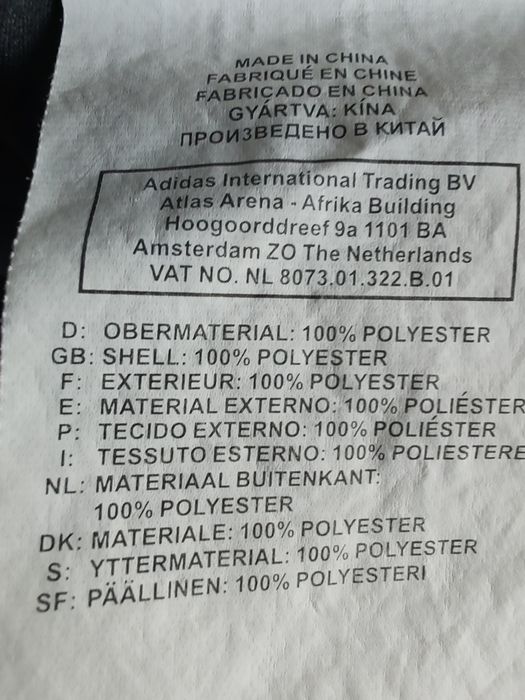 MADE IN CHINA
FABRIQUÉ EN CHINE
FABRICADO EN CHINA
GYÁRTVA: KÍNA
ПРОИЗВЕДЕНО В КИТАЙ
Adidas International Trading BV
Atlas Arena - Afrika Building
Hoogoorddreef 9a 1101 BA
Amsterdam ZO The Netherlands
VAT NO. NL 8073.01.322.B.01
D: OBERMATERIAL: 100% POLYESTER
GB: SHELL: 100% POLYESTER
F: EXTERIEUR: 100% POLYESTER
E: MATERIAL EXTERNO: 100% POLIÉSTER
P: TECIDO EXTERNO: 100% POLIÉSTER
I: TESSUTO ESTERNO: 100% POLIESTERE
NL: MATERIAAL BUITENKANT:
100% POLYESTER
DK: MATERIALE: 100% POLYESTER
S: YTTERMATERIAL: 100% POLYESTER
SF: PÄÄLLINEN: 100% POLYESTERI